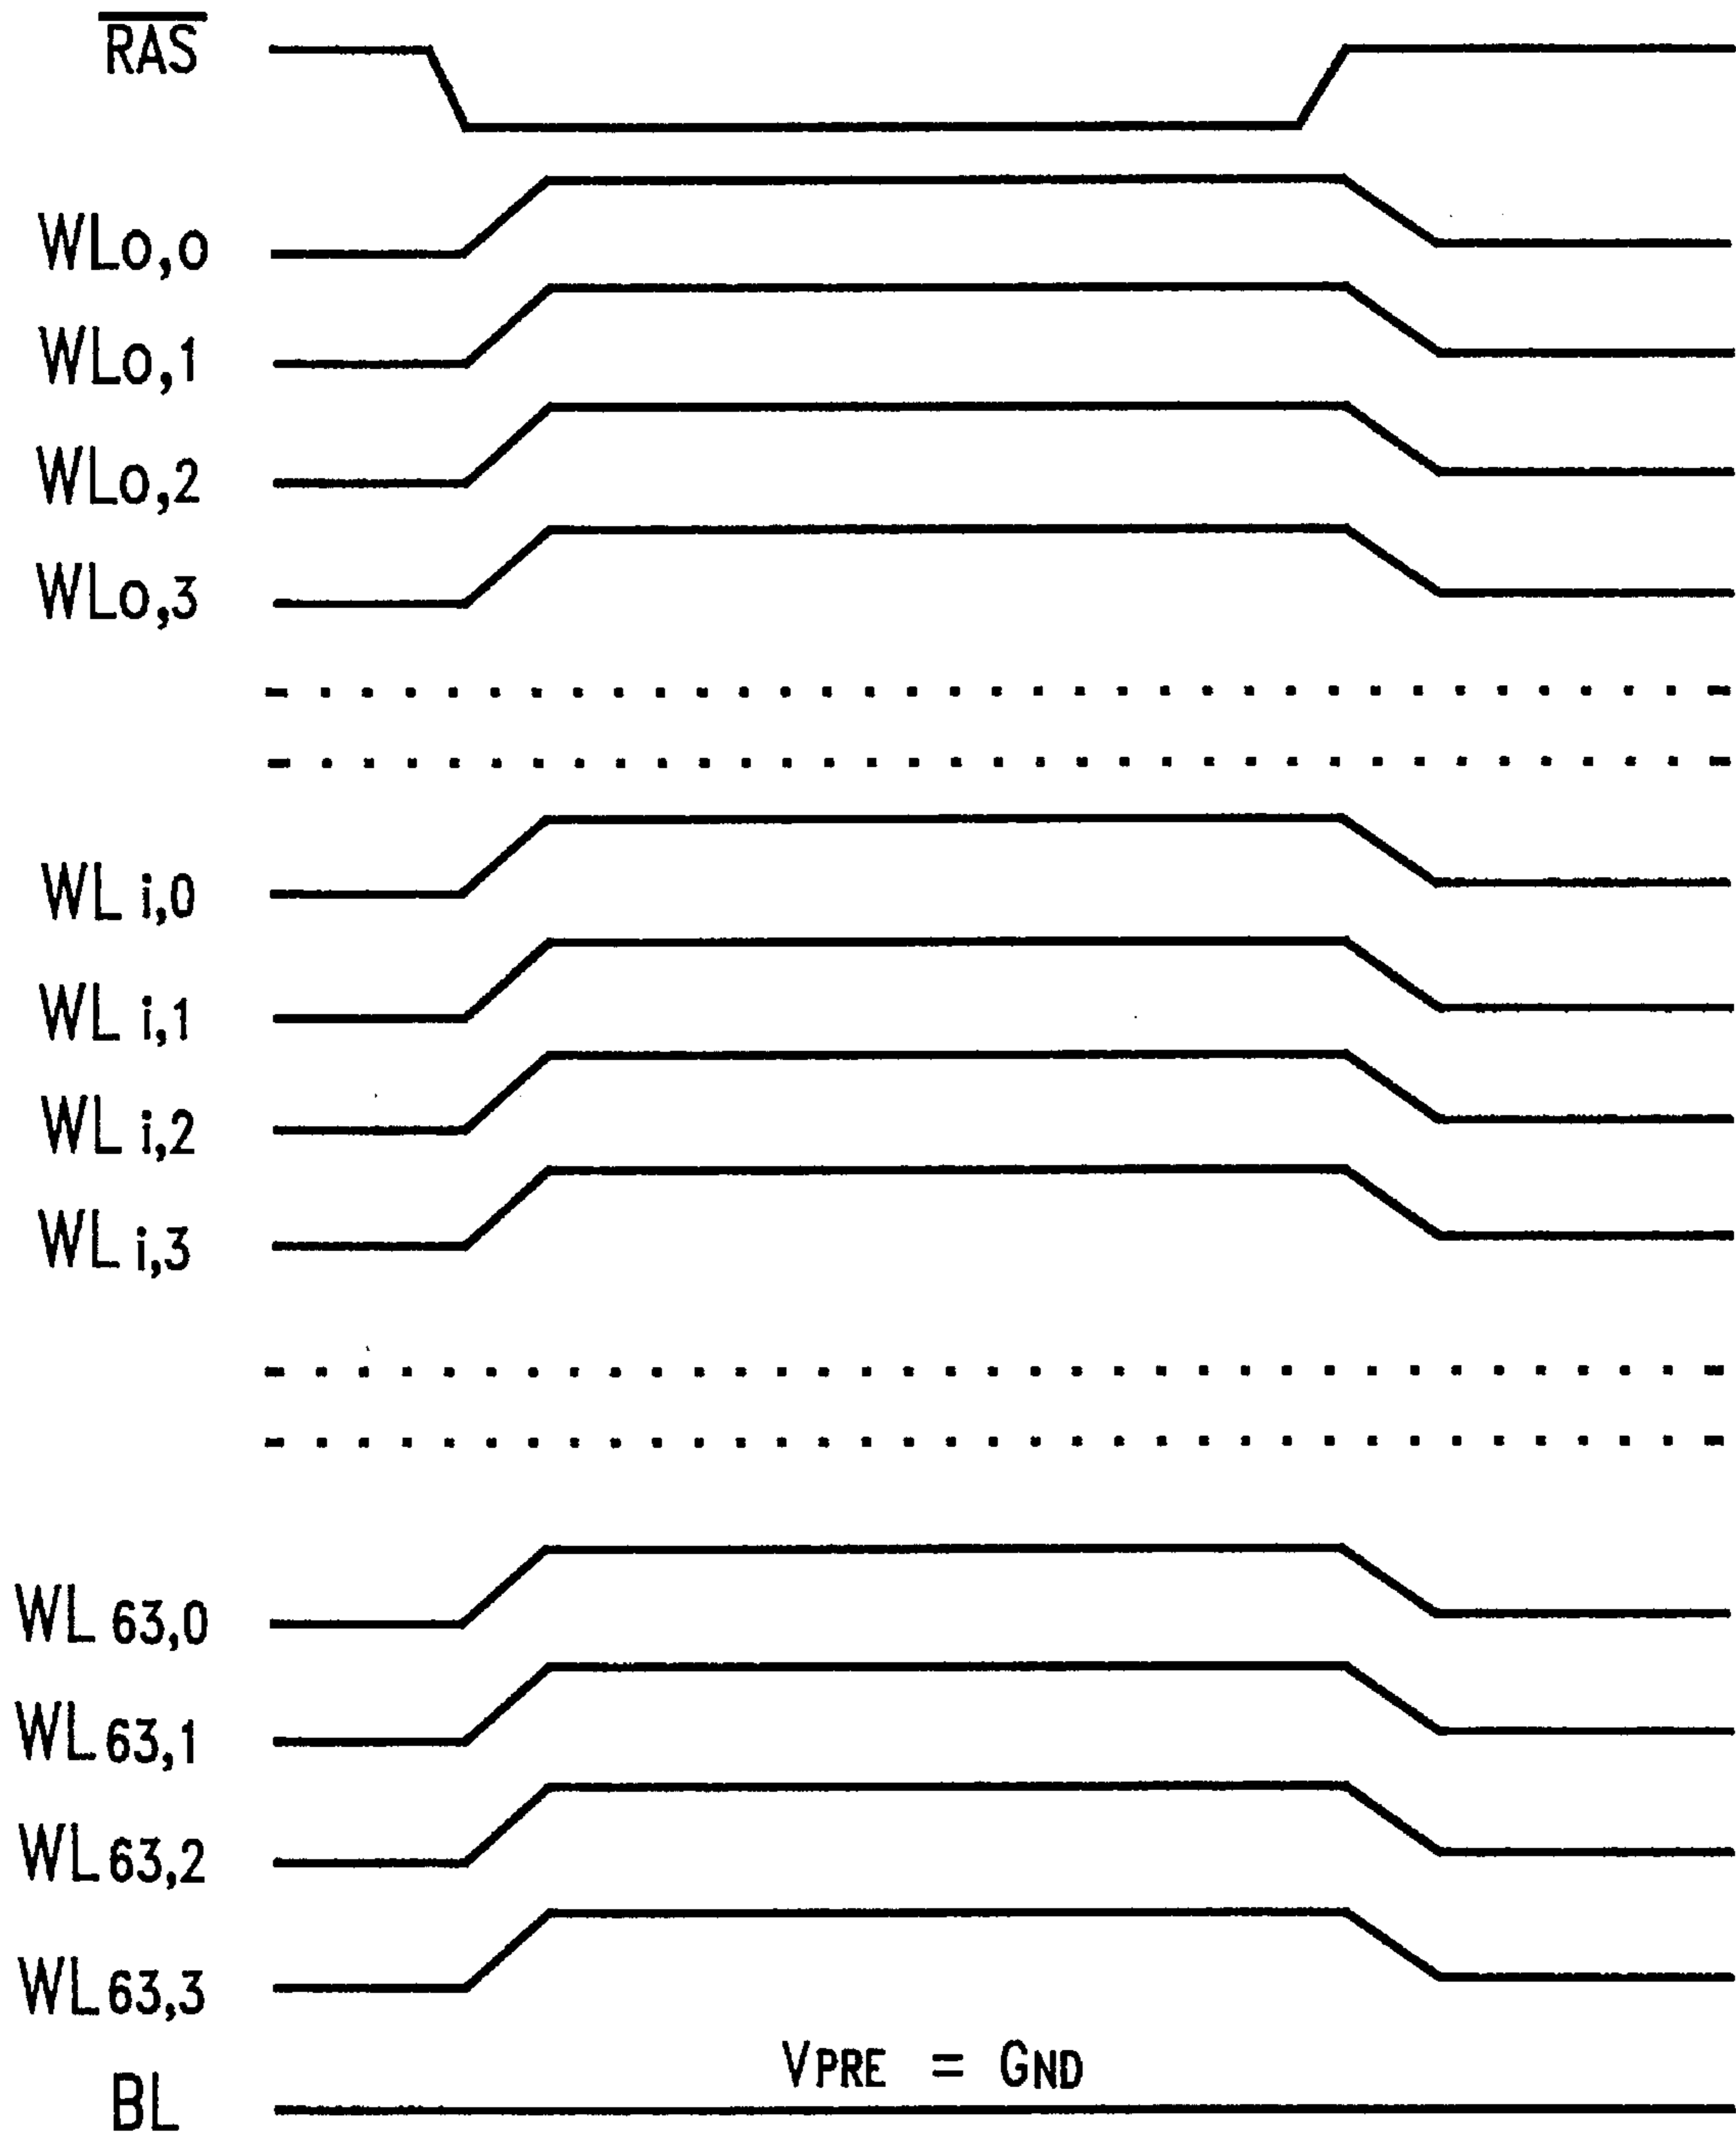 RAS
WLo,o
WLo,1
WLo,2
WLo,3
WL i,0
WL i,1
WL i,2
WL i,3
WL 63,0
WL 63,1
WL 63,2
WL 63,3
VPRE = GND
BL